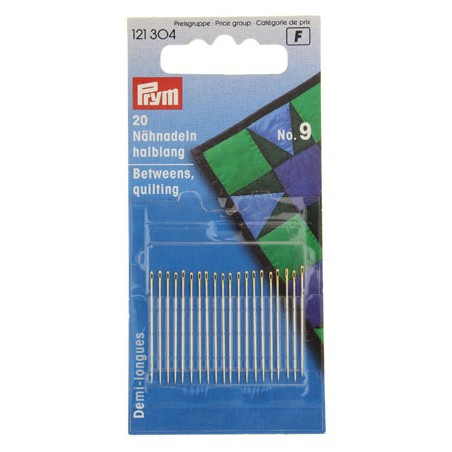 Preisgruppe · Price group · Catégorie de prix
121 304
F
Prym
20
Nähnadeln
halblang
No. 9
Betweens,
quilting
Demi-longues